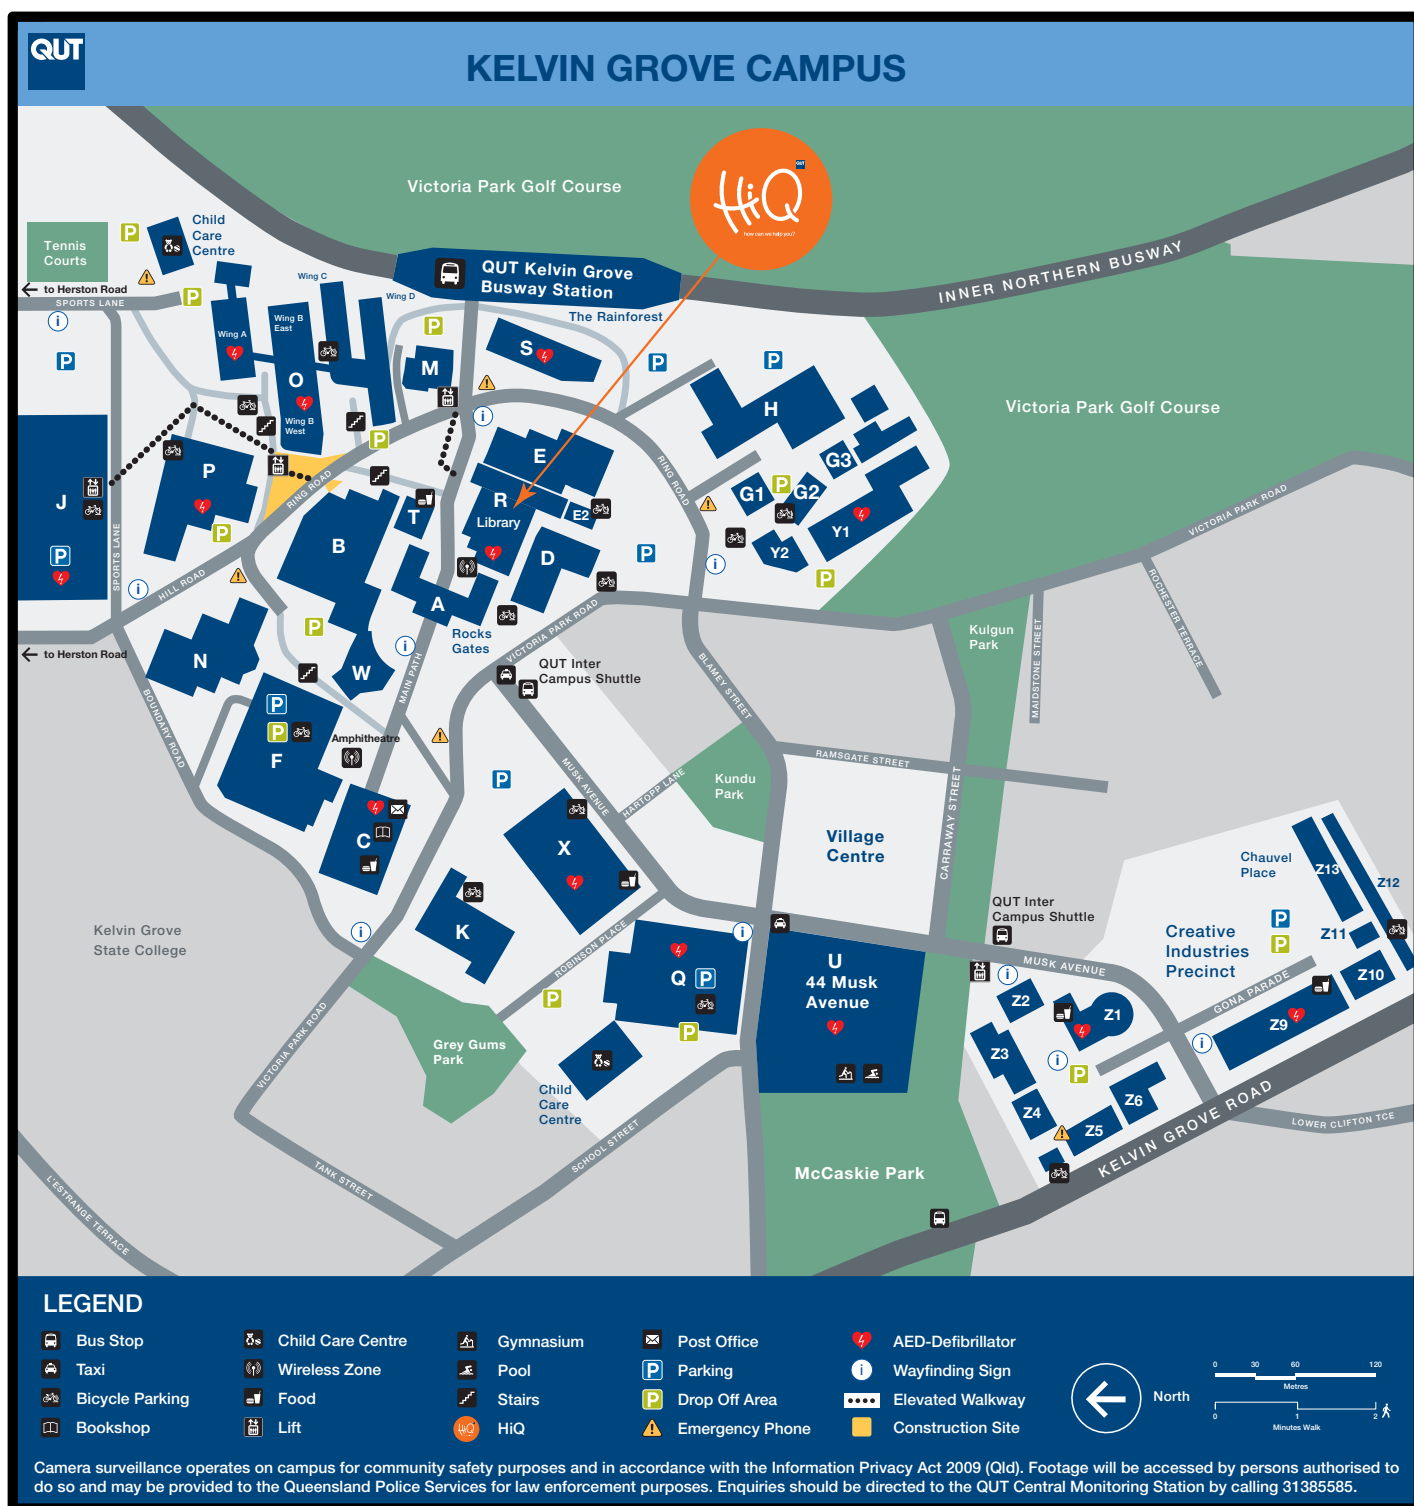 QUT
KELVIN GROVE CAMPUS
Victoria Park Golf Course
QUT
HiQ
how can we help you?
Child
Care
Centre
Tennis
Courts
to Herston Road
SPORTS LANE
Wing C
QUT Kelvin Grove
Busway Station
INNER NORTHERN BUSWAY
Wing D
Wing B
East
Wing A
The Rainforest
S
M
O
Wing B
West
H
Victoria Park Golf Course
E
RING ROAD
G3
P
J
R
Library
G1
G2
T
E2
RING ROAD
Y1
VICTORIA PARK ROAD
B
D
Y2
SPORTS LANE
HILL ROAD
A
ROCHESTER TERRACE
Rocks
Gates
VICTORIA PARK ROAD
Kulgun
Park
MAIDSTONE STREET
to Herston Road
N
W
MAIN PATH
QUT Inter
Campus Shuttle
BLAMEY STREET
BOUNDARY ROAD
Amphitheatre
F
MUSK AVENUE
HARTOPP LANE
Kundu
Park
RAMSGATE STREET
Village
Centre
CARRAWAY STREET
C
X
Chauvel
Place
Z13
Z12
QUT Inter
Campus Shuttle
Kelvin Grove
State College
K
ROBINSON PLACE
Creative
Industries
Precinct
Z11
Q
U
44 Musk
Avenue
MUSK AVENUE
Z10
GONA PARADE
Z2
Z1
Z9
VICTORIA PARK ROAD
Grey Gums
Park
Z3
Child
Care
Centre
Z4
Z6
Z5
KELVIN GROVE ROAD
LOWER CLIFTON TCE
SCHOOL STREET
TANK STREET
L'ESTRANGE TERRACE
McCaskie Park
LEGEND
Bus Stop
Taxi
Bicycle Parking
Bookshop
Child Care Centre
Wireless Zone
Food
Lift
Gymnasium
Pool
Stairs
HiQ
Post Office
Parking
Drop Off Area
Emergency Phone
AED-Defibrillator
Wayfinding Sign
Elevated Walkway
Construction Site
North
0 30 60 120
Metres
0 1 2
Minutes Walk
Camera surveillance operates on campus for community safety purposes and in accordance with the Information Privacy Act 2009 (Qld). Footage will be accessed by persons authorised to
do so and may be provided to the Queensland Police Services for law enforcement purposes. Enquiries should be directed to the QUT Central Monitoring Station by calling 31385585.